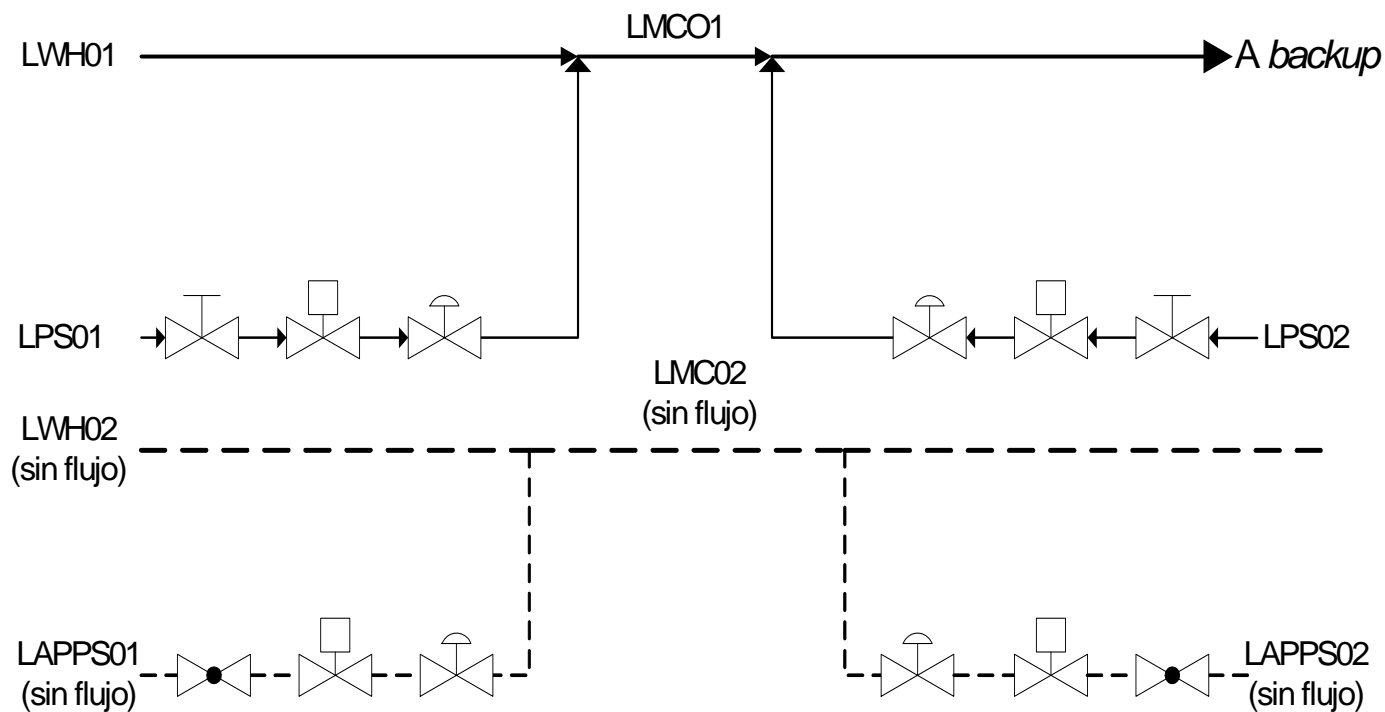 LMCO1
LWH01
A backup
LPS01
LPS02
LMC02
(sin flujo)
LWH02
(sin flujo)
LAPPS01
(sin flujo)
LAPPS02
(sin flujo)